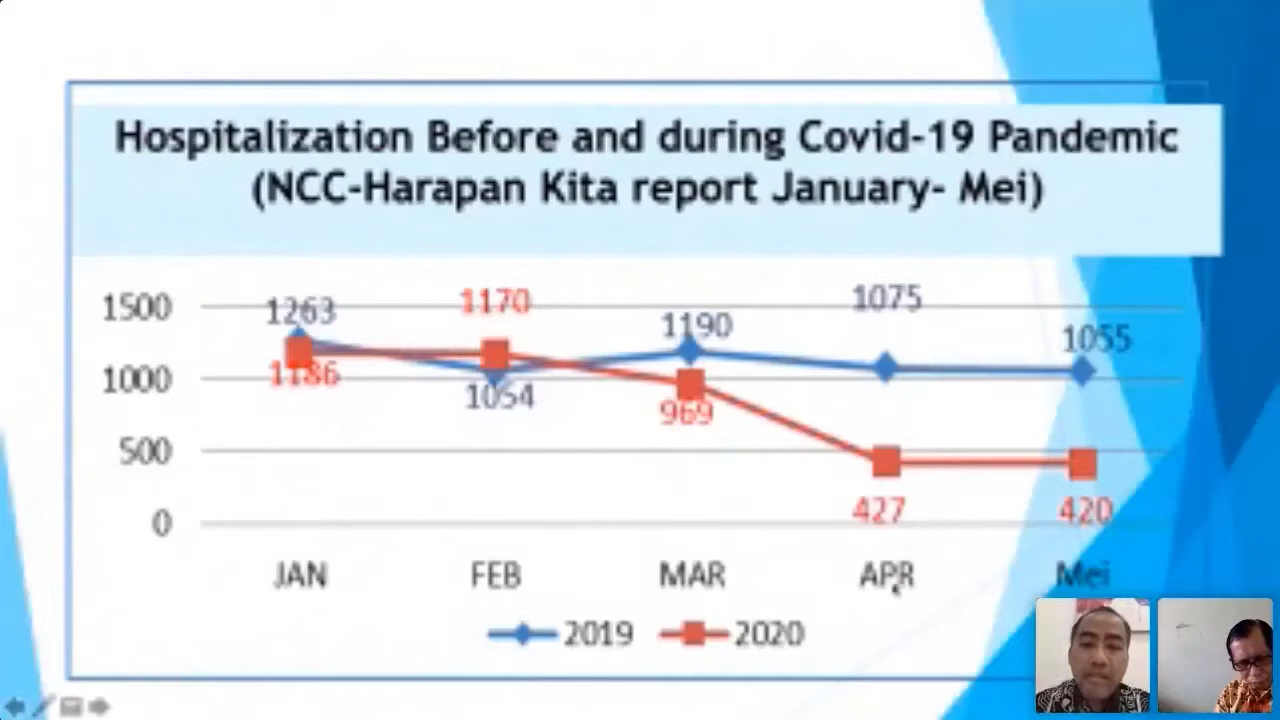 Hospitalization Before and during Covid-19 Pandemic
(NCC-Harapan Kita report January- Mei)
1500
1000
500
0
1263
1170
1190
1075
1055
1186
1054
969
427
420
JAN
FEB
MAR
APR
Mei
2019
2020